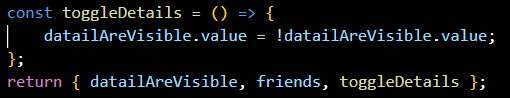 const toggleDetails = () => {
datailAreVisible.value = !datailAreVisible.value;
};
return { datailAreVisible, friends, toggleDetails };